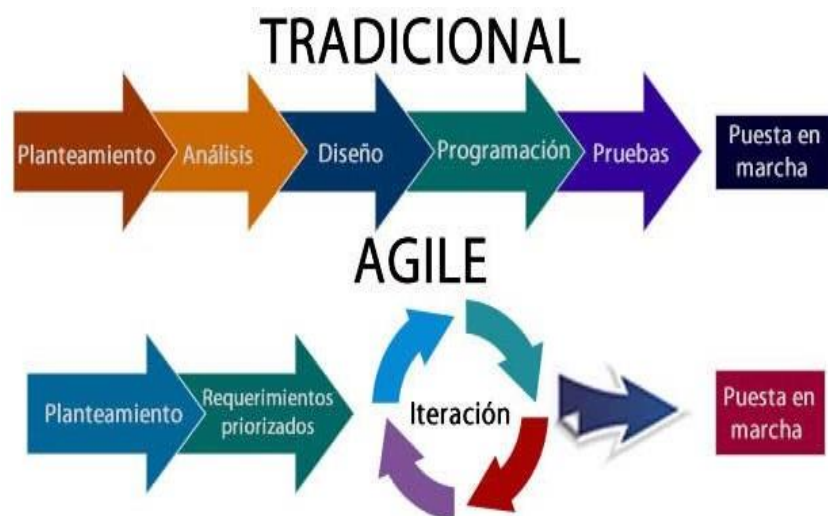 TRADICIONAL
Planteamiento
Análisis
Diseño
Programación
Pruebas
Puesta en
marcha
AGILE
Planteamiento
Requerimientos
priorizados
Iteración
Puesta en
marcha